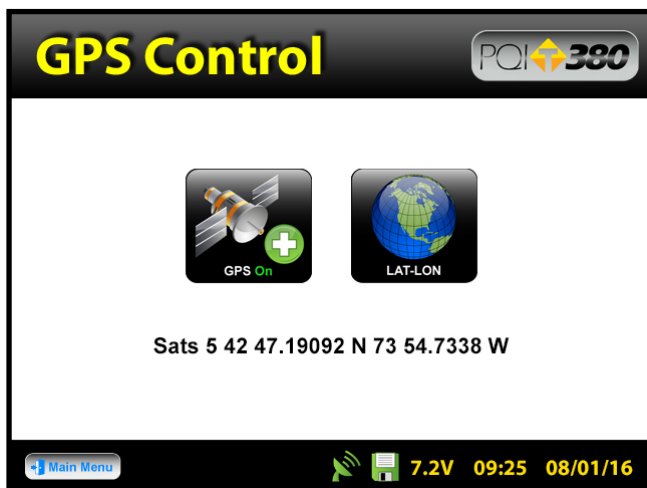 GPS Control
PQI T 380
GPS On
LAT-LON
Sats 5 42 47.19092 N 73 54.7338 W
Main Menu
7.2V 09:25 08/01/16